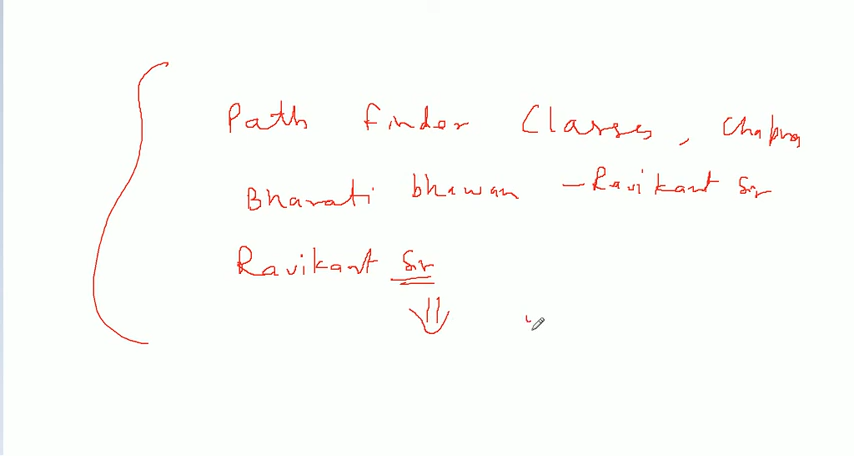 Path finder Classes, Chapra
Bharati bhawan - Ravikant Sir
Ravikant Sir